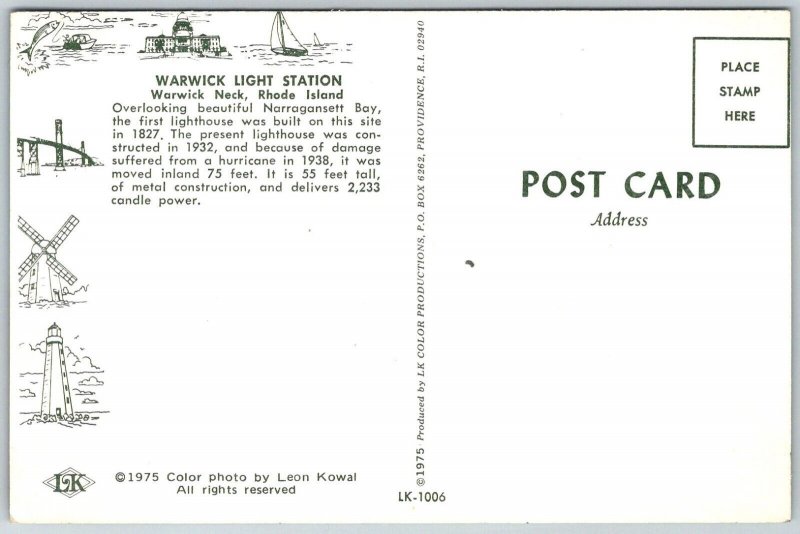 WARWICK LIGHT STATION
Warwick Neck, Rhode Island
Overlooking beautiful Narragansett Bay,
the first lighthouse was built on this site
in 1827. The present lighthouse was con-
structed in 1932, and because of damage
suffered from a hurricane in 1938, it was
moved inland 75 feet. It is 55 feet tall,
of metal construction, and delivers 2,233
candle power.
LK
©1975 Color photo by Leon Kowal
All rights reserved
©1975 Produced by LK COLOR PRODUCTIONS, P.O. BOX 6262, PROVIDENCE, R.I. 02940
LK-1006
PLACE
STAMP
HERE
POST CARD
Address